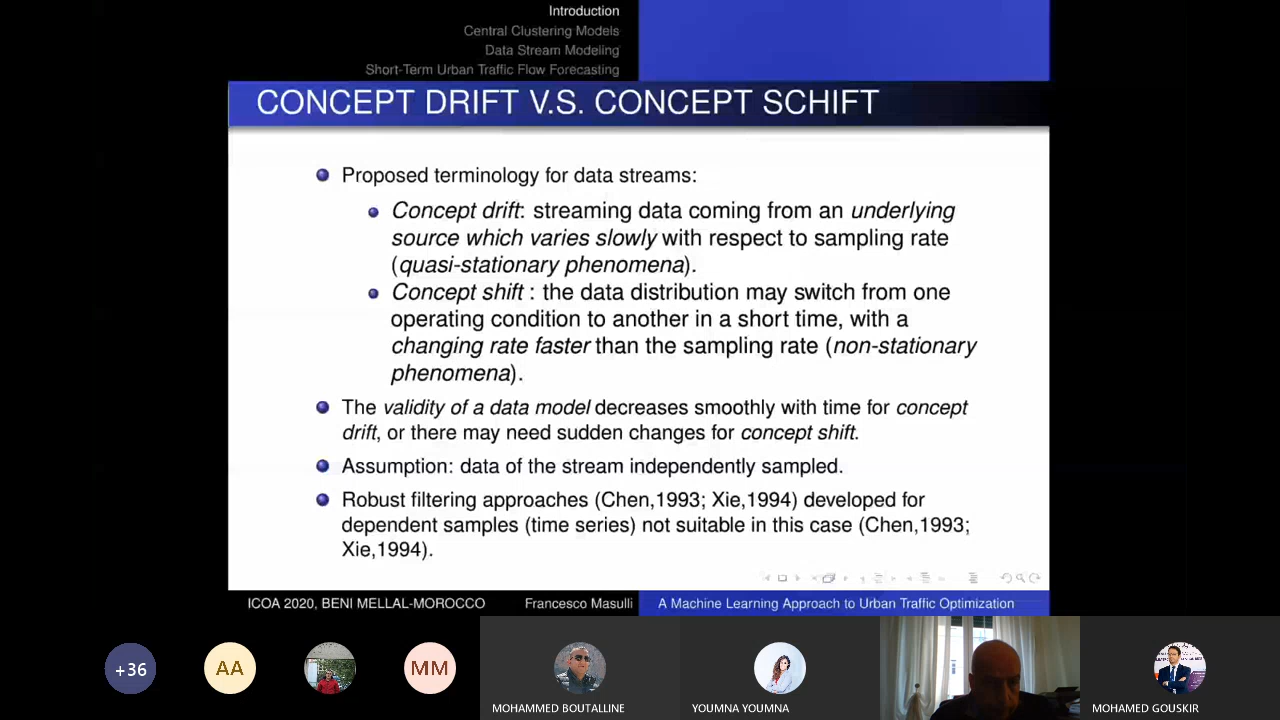 Introduction
Central Clustering Models
Data Stream Modeling
Short-Term Urban Traffic Flow Forecasting
CONCEPT DRIFT V.S. CONCEPT SCHIFT
Proposed terminology for data streams:
Concept drift: streaming data coming from an underlying
source which varies slowly with respect to sampling rate
(quasi-stationary phenomena).
Concept shift : the data distribution may switch from one
operating condition to another in a short time, with a
changing rate faster than the sampling rate (non-stationary
phenomena).
The validity of a data model decreases smoothly with time for concept
drift, or there may need sudden changes for concept shift.
Assumption: data of the stream independently sampled.
Robust filtering approaches (Chen,1993; Xie,1994) developed for
dependent samples (time series) not suitable in this case (Chen,1993;
Xie,1994).
ICOA 2020, BENI MELLAL-MOROCCO Francesco Masulli A Machine Learning Approach to Urban Traffic Optimization
+36 AA MM
MOHAMMED BOUTALLINE YOUMNA YOUMNA MOHAMED GOUSKIR